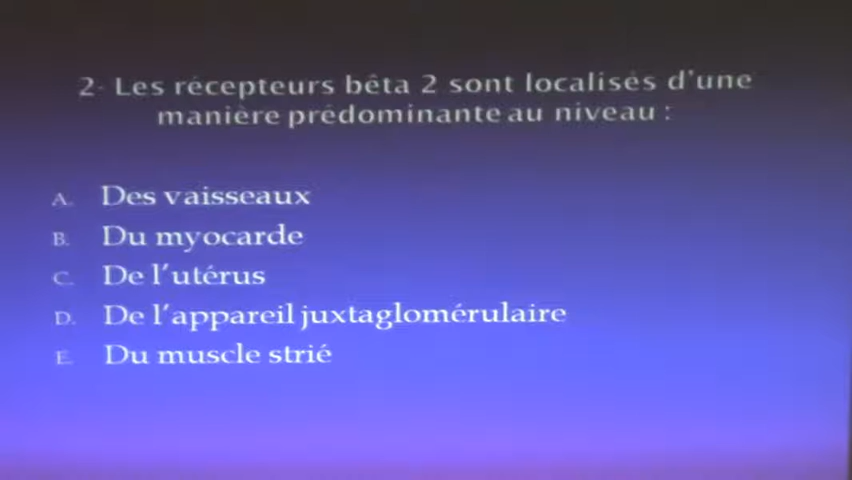 2- Les récepteurs bêta 2 sont localisés d'une
manière prédominante au niveau :
A. Des vaisseaux
B. Du myocarde
C. De l'utérus
D. De l'appareil juxtaglomérulaire
E. Du muscle strié